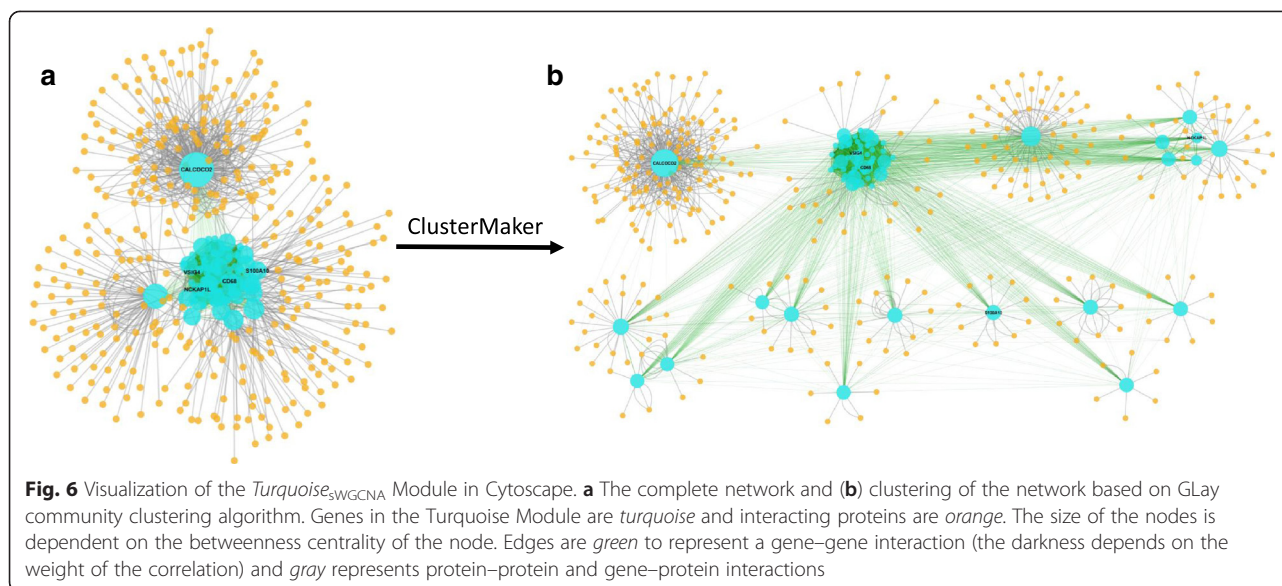 a
b
CALCOCO2
VSIG4
S100A16
CD68
NCKAP1L
ClusterMaker
CALCOCO2
VSIG4
CD68
NCKAP1L
Fig. 6 Visualization of the TurquoisesWGCNA Module in Cytoscape. a The complete network and (b) clustering of the network based on GLay
community clustering algorithm. Genes in the Turquoise Module are turquoise and interacting proteins are orange. The size of the nodes is
dependent on the betweenness centrality of the node. Edges are green to represent a gene–gene interaction (the darkness depends on the
weight of the correlation) and gray represents protein–protein and gene–protein interactions